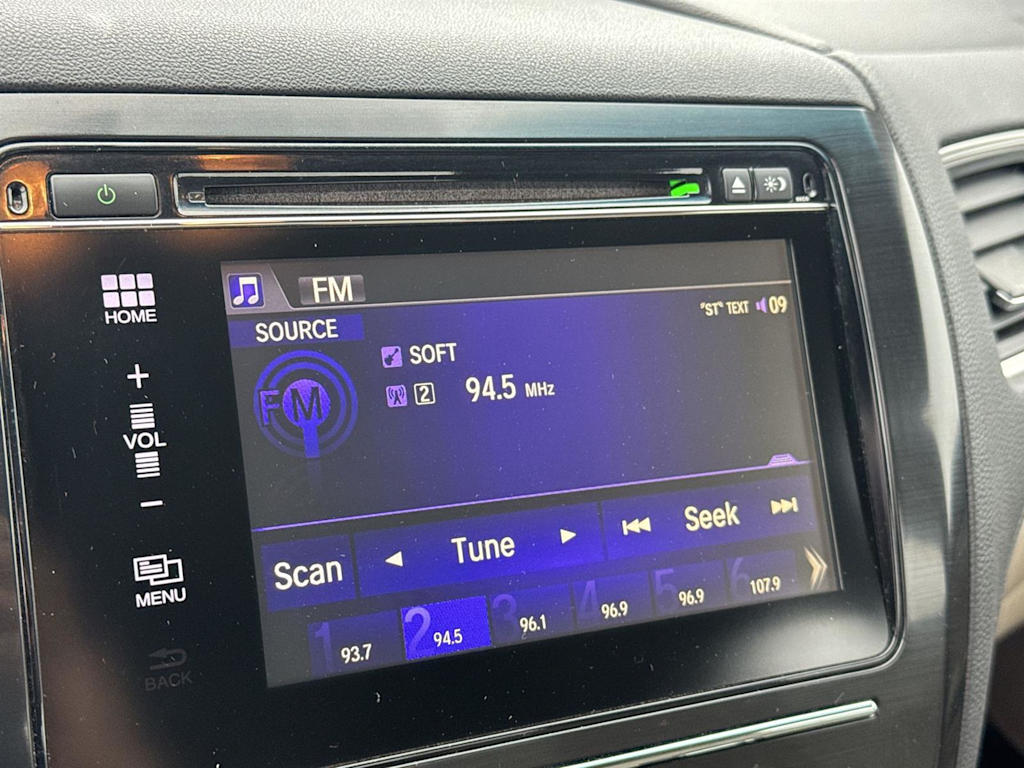 HOME
+
VOL
−
MENU
BACK
FM
SOURCE
"ST" TEXT 09
FM
SOFT
2 94.5 MHz
Scan Tune Seek
1 93.7 2 94.5 3 96.1 4 96.9 5 96.9 6 107.9